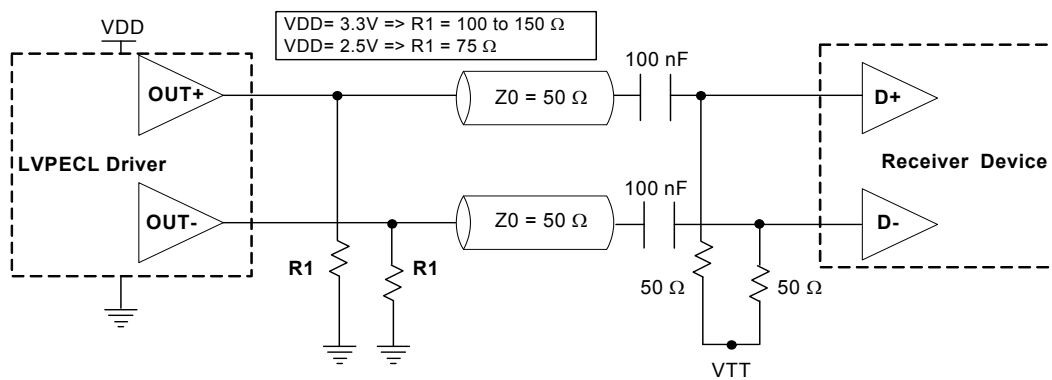 VDD= 3.3V => R1 = 100 to 150 Ω
VDD= 2.5V => R1 = 75 Ω
VDD
100 nF
OUT+
Z0 = 50 Ω
D+
LVPECL Driver
Receiver Device
100 nF
OUT-
Z0 = 50 Ω
D-
R1
R1
50 Ω
50 Ω
VTT